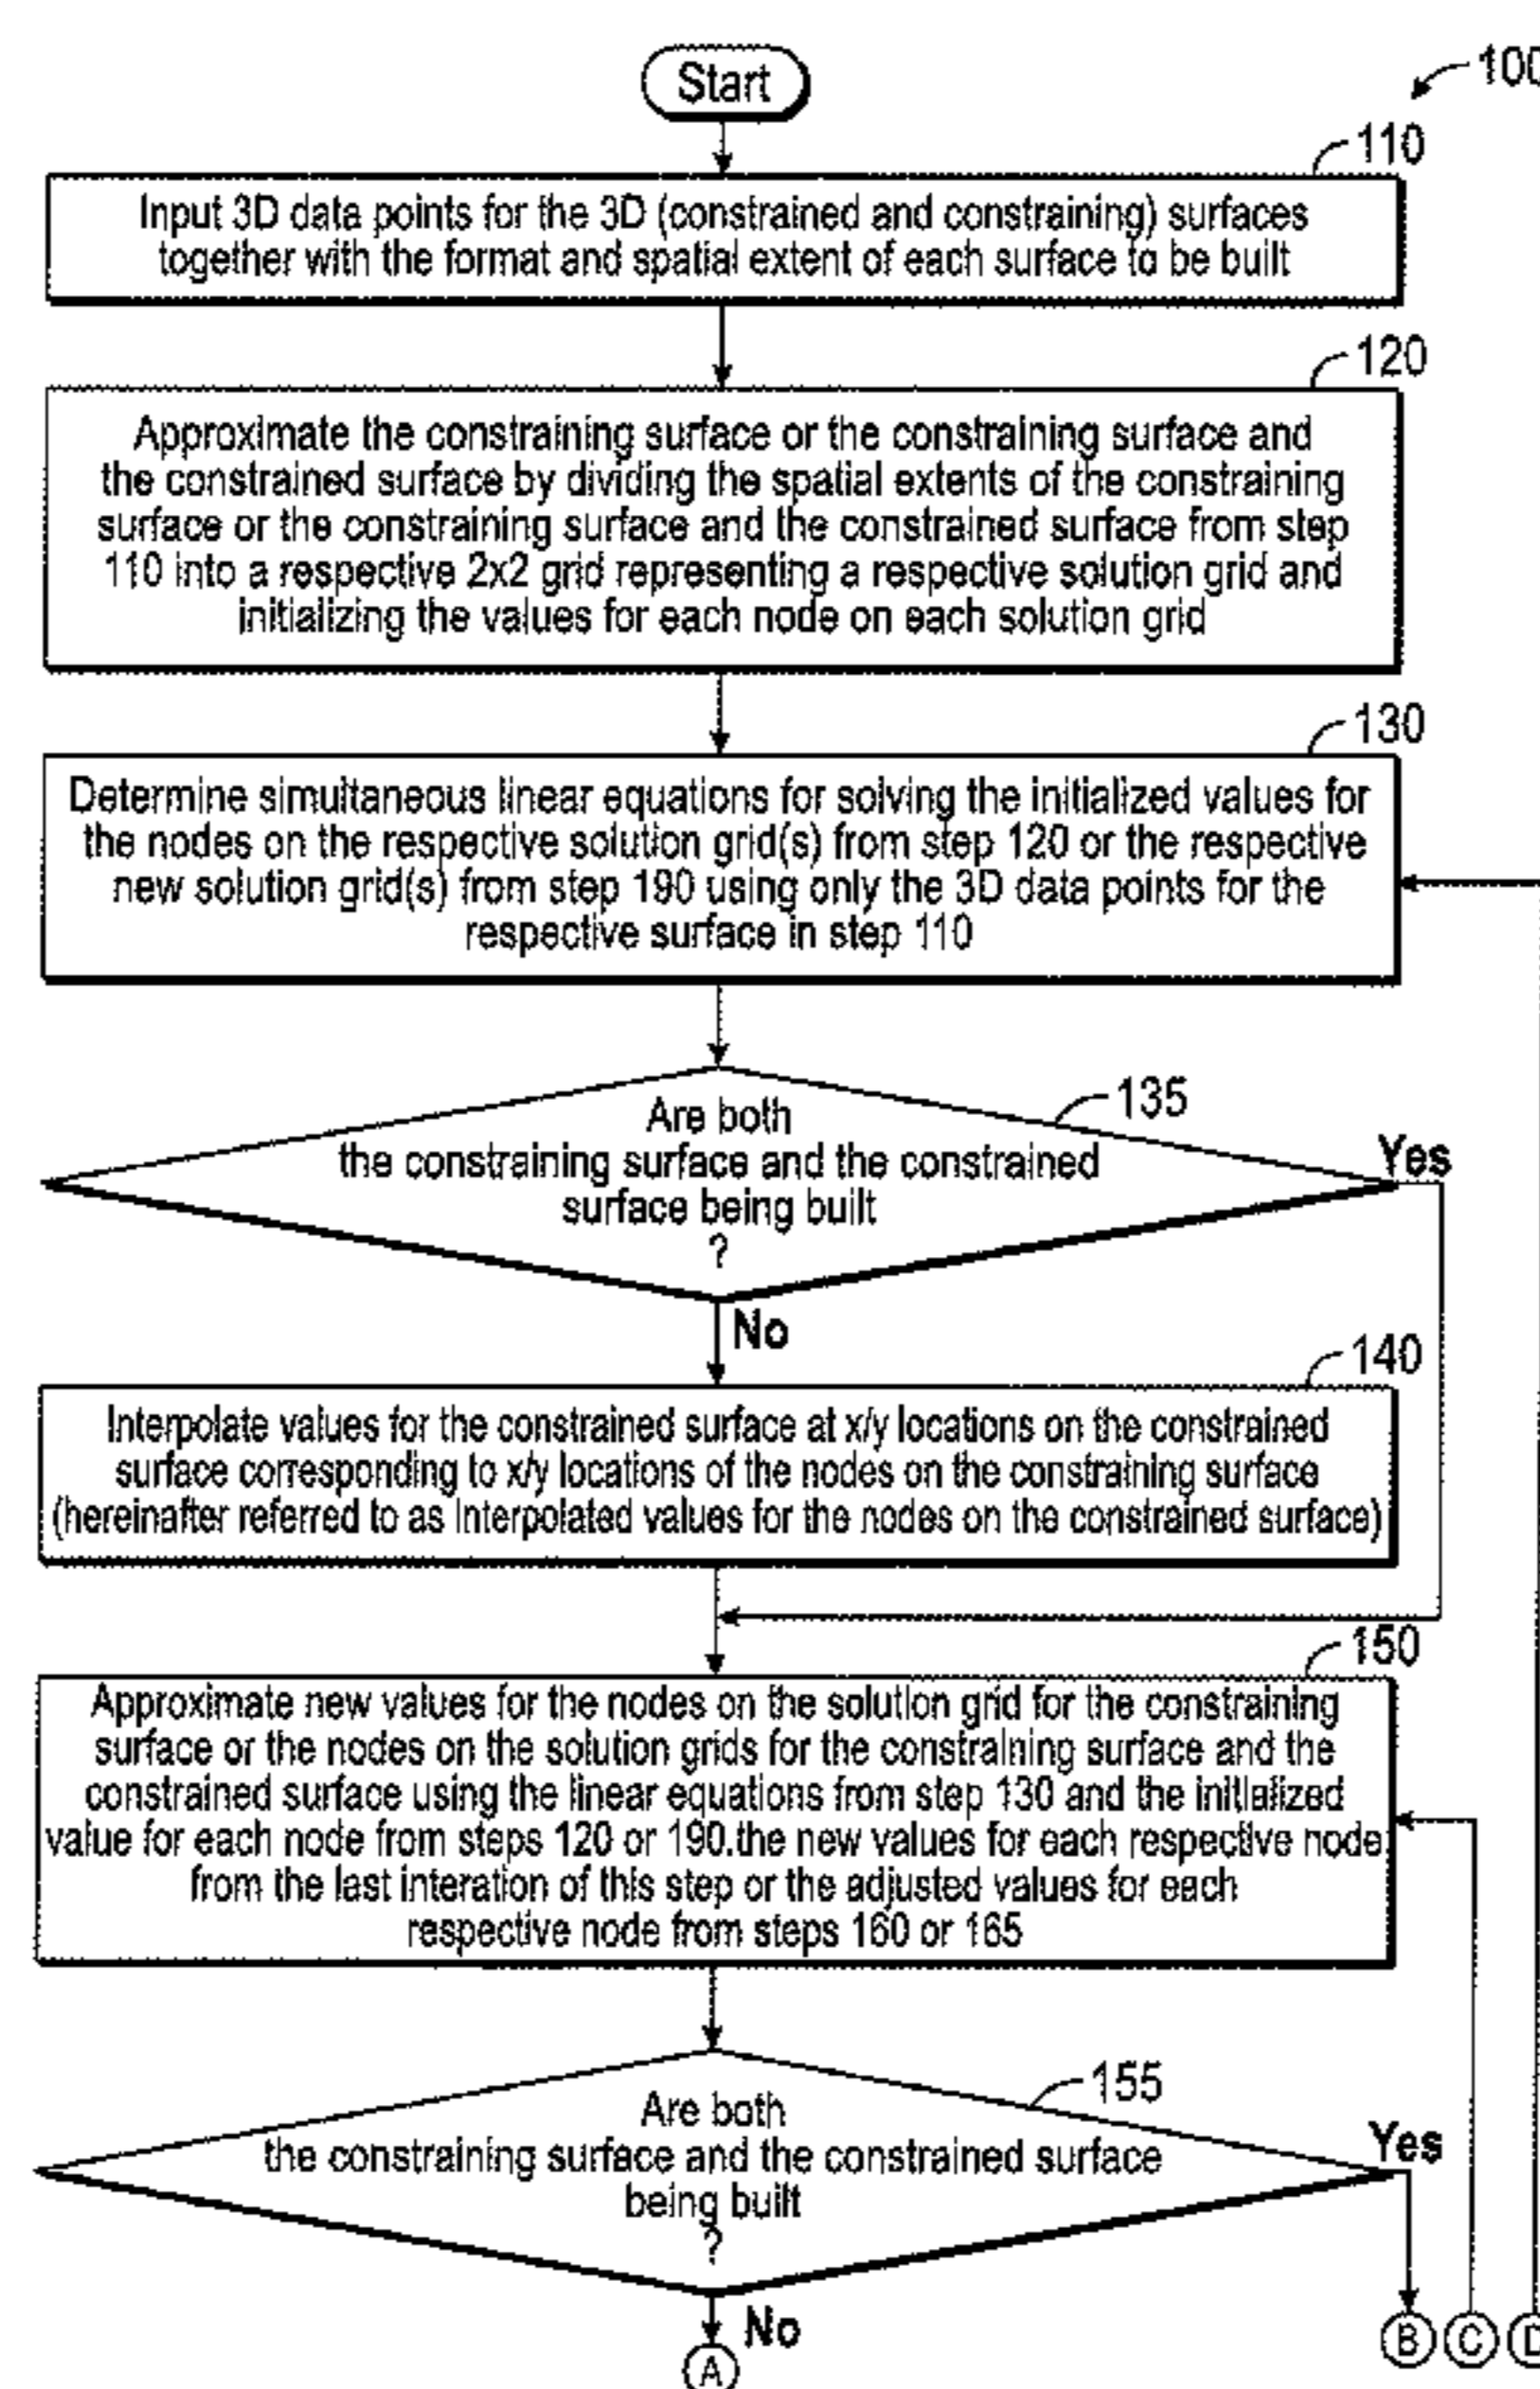 Start
100
110
Input 3D data points for the 3D (constrained and constraining) surfaces
together with the format and spatial extent of each surface to be built
120
Approximate the constraining surface or the constraining surface and
the constrained surface by dividing the spatial extents of the constraining
surface or the constraining surface and the constrained surface from step
110 into a respective 2x2 grid representing a respective solution grid and
initializing the values for each node on each solution grid
130
Determine simultaneous linear equations for solving the initialized values for
the nodes on the respective solution grid(s) from step 120 or the respective
new solution grid(s) from step 190 using only the 3D data points for the
respective surface in step 110
135
Are both
the constraining surface and the constrained
surface being built
?
Yes
No
140
Interpolate values for the constrained surface at x/y locations on the constrained
surface corresponding to x/y locations of the nodes on the constraining surface
(hereinafter referred to as Interpolated values for the nodes on the constrained surface)
150
Approximate new values for the nodes on the solution grid for the constraining
surface or the nodes on the solution grids for the constraining surface and the
constrained surface using the linear equations from step 130 and the initialized
value for each node from steps 120 or 190.the new values for each respective node
from the last interation of this step or the adjusted values for each
respective node from steps 160 or 165
155
Are both
the constraining surface and the constrained surface
being built
?
Yes
No
A
B
C
D